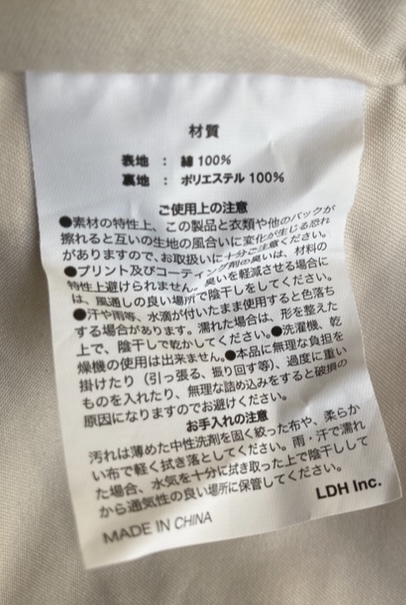 材質
表地 : 綿 100%
裏地 : ポリエステル 100%
ご使用上の注意
●素材の特性上、この製品と衣類や他のバックが
擦れると互いの生地の風合いに変化が生じる恐れ
がありますので、お取扱いに十分ご注意ください。
●プリント及びコーティング剤の臭いは、材料の
特性上避けられません。臭いを軽減させる場合に
は、風通しの良い場所で陰干しをしてください。
●汗や雨等、水滴が付いたまま使用すると色落ち
する場合があります。濡れた場合は、形を整えた
上で、陰干しで乾かしてください。●洗濯機、乾
燥機の使用は出来ません。●本品に無理な負担を
掛けたり（引っ張る、振り回す等）、過度に重い
ものを入れたり、無理な詰め込みをすると破損の
原因になりますのでお避けください。
お手入れの注意
汚れは薄めた中性洗剤を固く絞った布や、柔らか
い布で軽く拭き落としてください。雨・汗で濡れ
た場合、水気を十分に拭き取った上で陰干しして
から通気性の良い場所に保管してください。
LDH Inc.
MADE IN CHINA